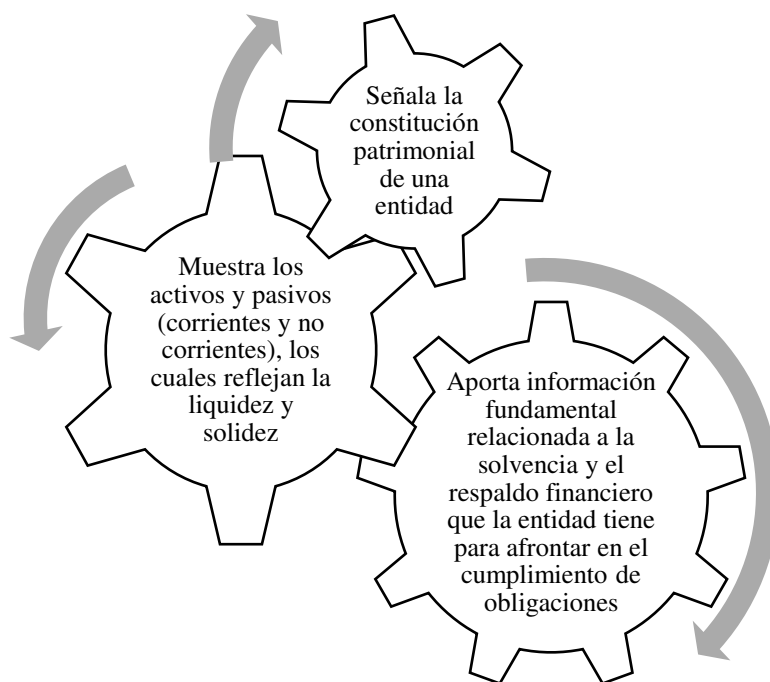 Señala la
constitución
patrimonial
de una
entidad
Muestra los
activos y pasivos
(corrientes y no
corrientes), los
cuales reflejan la
liquidez y
solidez
Aporta información
fundamental
relacionada a la
solvencia y el
respaldo financiero
que la entidad tiene
para afrontar en el
cumplimiento de
obligaciones